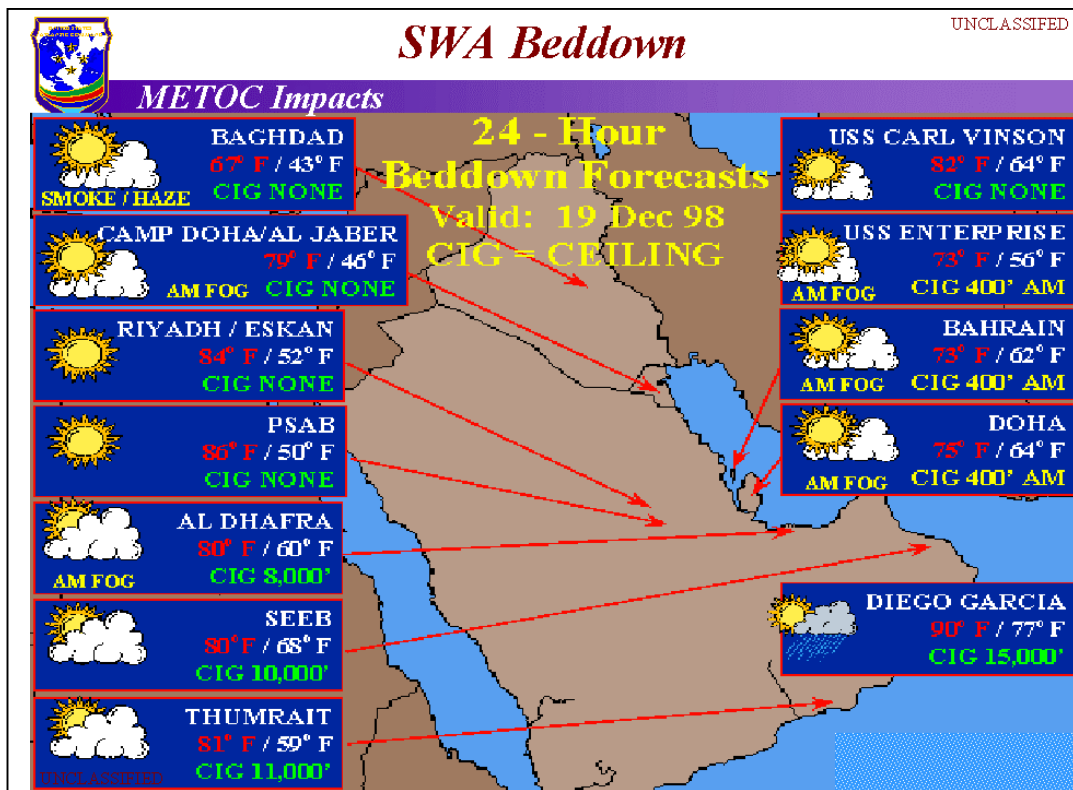 UNCLASSIFED
SWA Beddown
METOC Impacts
24 - Hour
Beddown Forecasts
Valid: 19 Dec 98
CIG = CEILING
BAGHDAD
67° F / 43° F
SMOKE / HAZE CIG NONE
CAMP DOHA/AL JABER
79° F / 46° F
AM FOG CIG NONE
RIYADH / ESKAN
84° F / 52° F
CIG NONE
PSAB
86° F / 50° F
CIG NONE
AL DHAFRA
80° F / 60° F
AM FOG CIG 8,000'
SEEB
80° F / 68° F
CIG 10,000'
THUMRAIT
81° F / 59° F
CIG 11,000'
UNCLASSIFIED
USS CARL VINSON
82° F / 64° F
CIG NONE
USS ENTERPRISE
73° F / 56° F
AM FOG CIG 400' AM
BAHRAIN
73° F / 62° F
AM FOG CIG 400' AM
DOHA
75° F / 64° F
AM FOG CIG 400' AM
DIEGO GARCIA
90° F / 77° F
CIG 15,000'